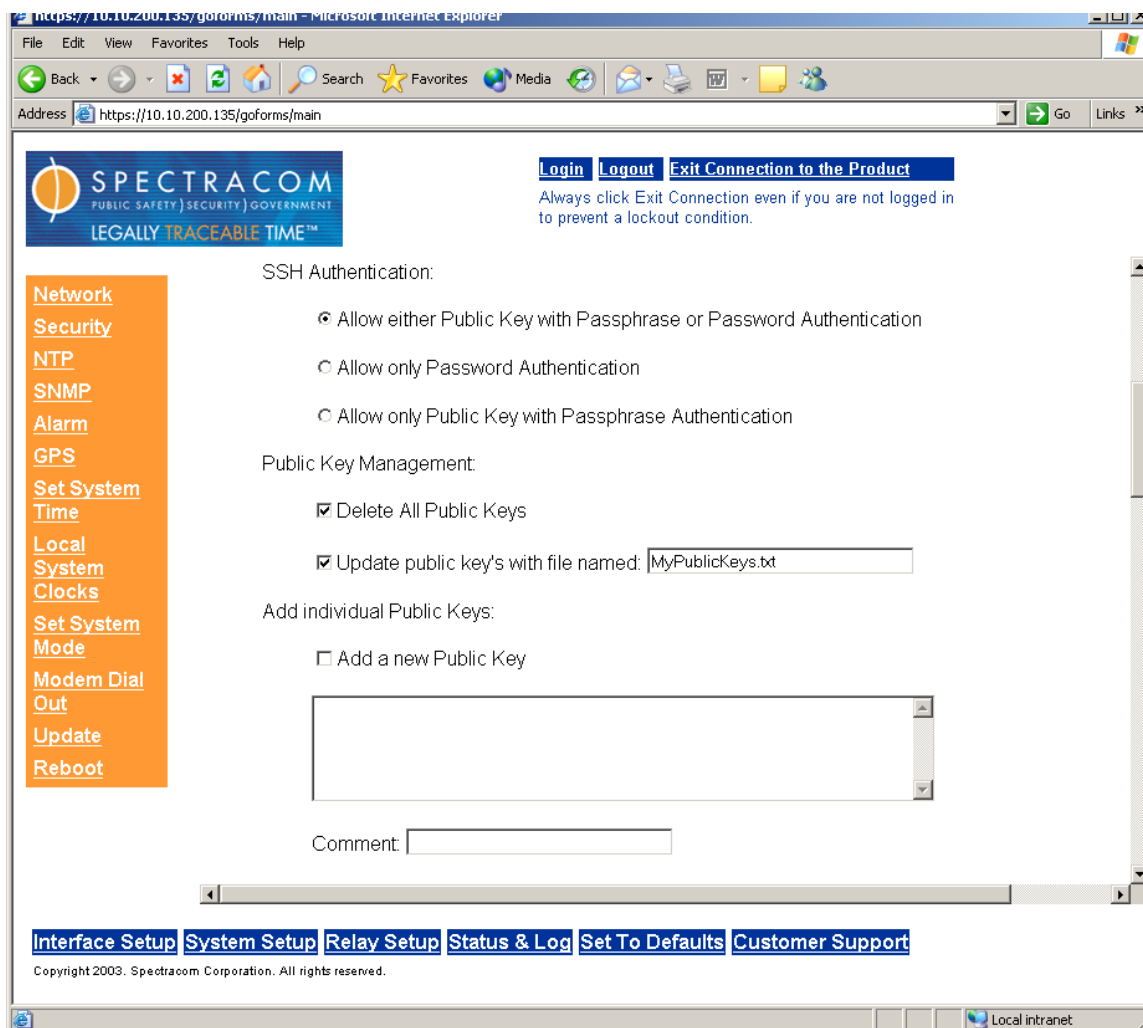 https://10.10.200.135/goforms/main - Microsoft Internet Explorer
File Edit View Favorites Tools Help
Back Search Favorites Media
Address https://10.10.200.135/goforms/main Go Links »
SPECTRACOM
PUBLIC SAFETY ) SECURITY ) GOVERNMENT
LEGALLY TRACEABLE TIME™
Login Logout Exit Connection to the Product
Always click Exit Connection even if you are not logged in
to prevent a lockout condition.
Network
Security
NTP
SNMP
Alarm
GPS
Set System
Time
Local
System
Clocks
Set System
Mode
Modem Dial
Out
Update
Reboot
SSH Authentication:
Allow either Public Key with Passphrase or Password Authentication
Allow only Password Authentication
Allow only Public Key with Passphrase Authentication
Public Key Management:
Delete All Public Keys
Update public key's with file named: MyPublicKeys.txt
Add individual Public Keys:
Add a new Public Key
Comment:
Interface Setup System Setup Relay Setup Status & Log Set To Defaults Customer Support
Copyright 2003. Spectracom Corporation. All rights reserved.
Local intranet